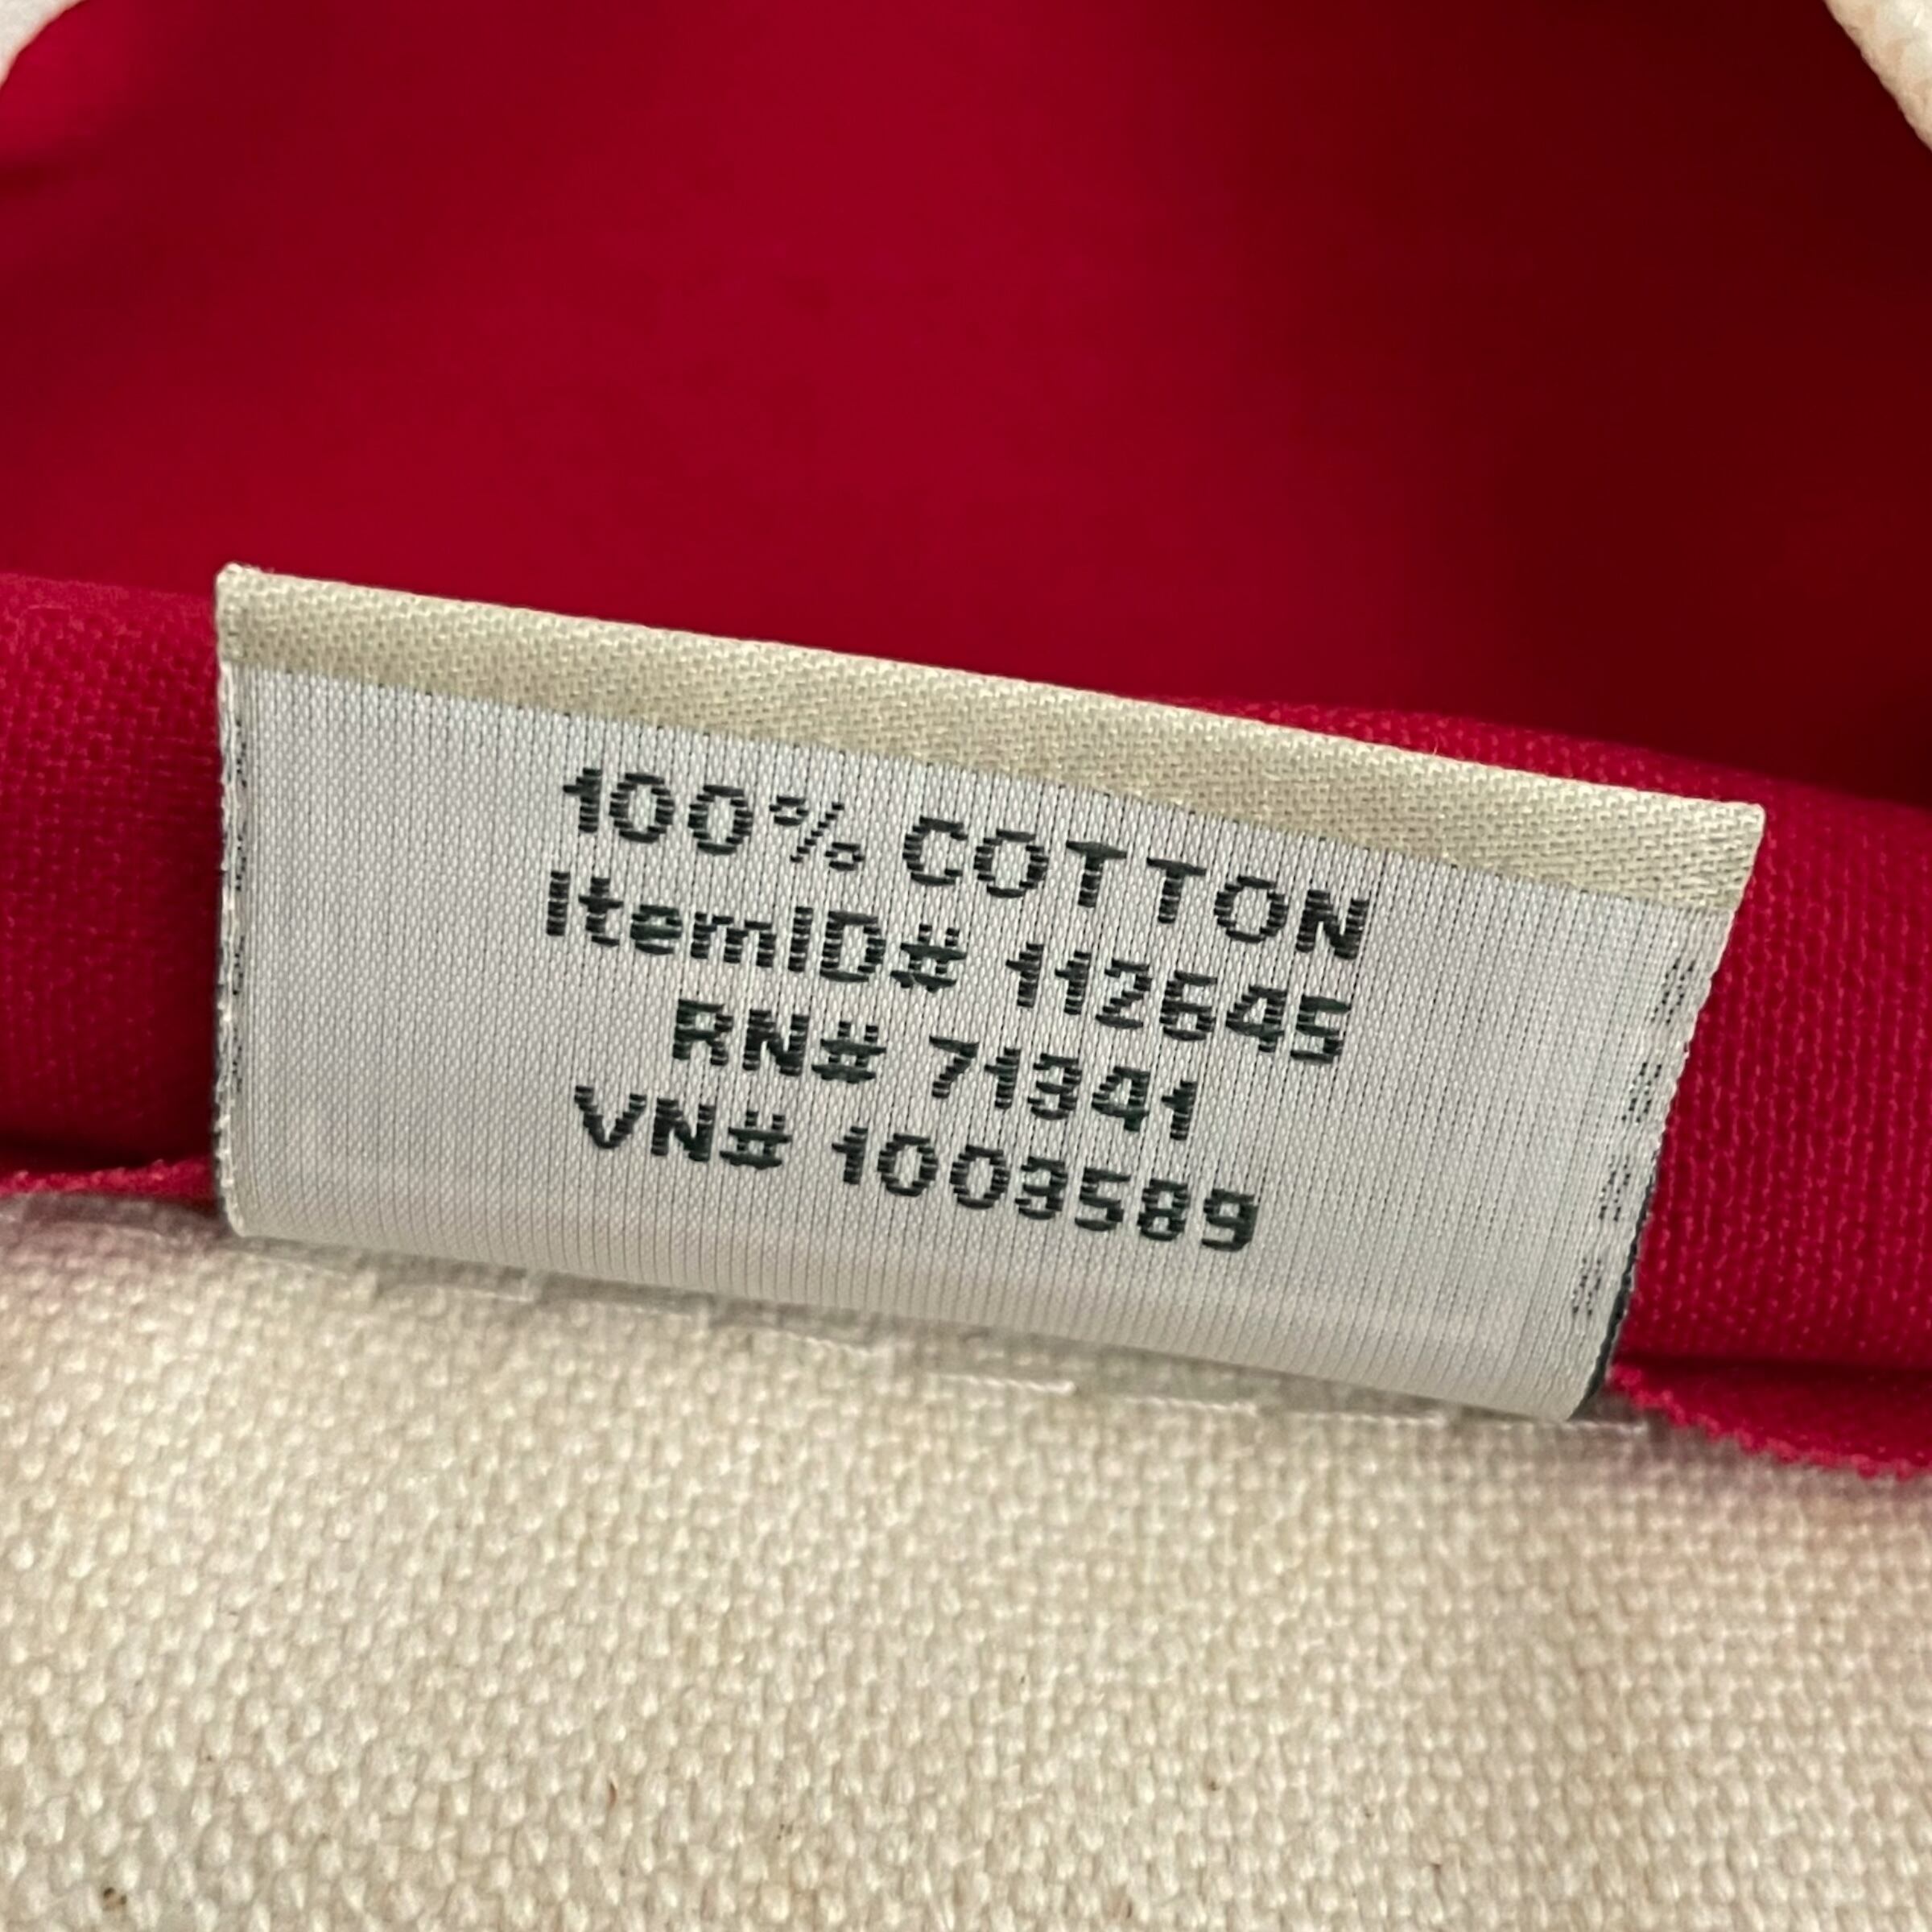 100% COTTON
ItemID# 112645
RN# 71341
VN# 1003589